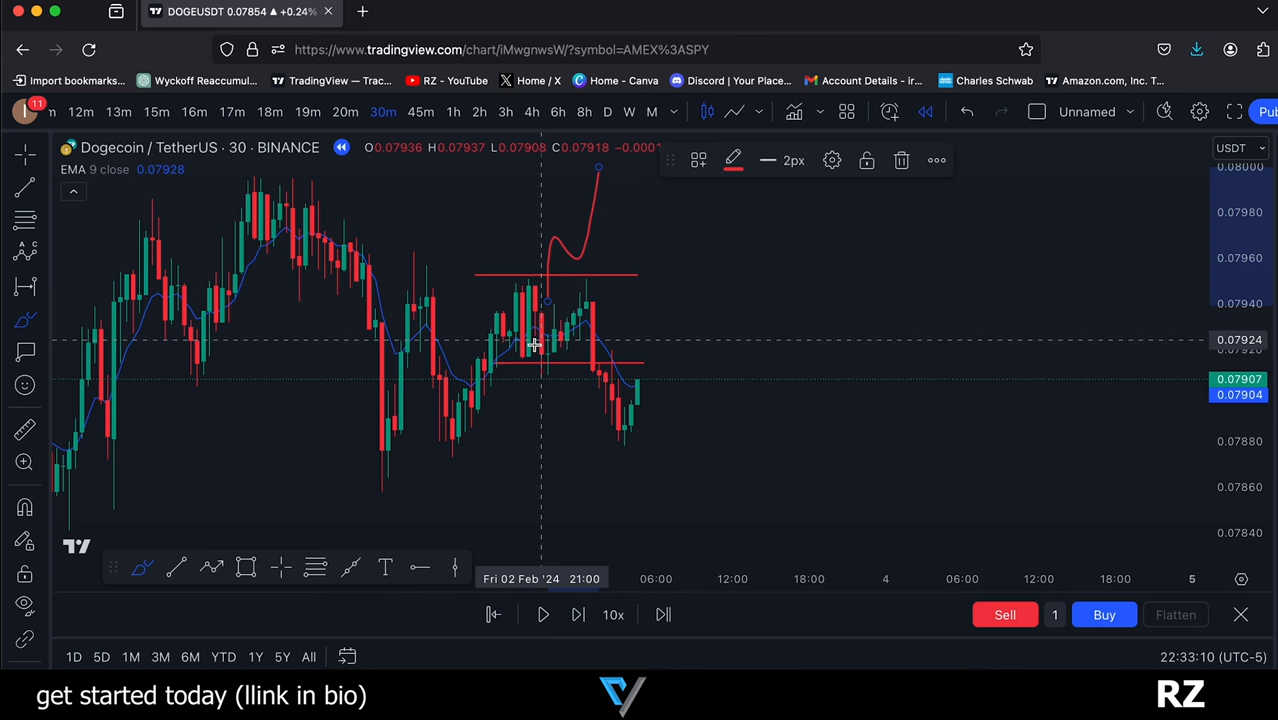 DOGEUSDT 0.07854 ▲ +0.24%
https://www.tradingview.com/chart/iMwgnwsW/?symbol=AMEX%3ASPY
Import bookmarks... Wyckoff Reaccumul... TradingView — Trac... RZ - YouTube Home / X Home - Canva Discord | Your Place... Account Details - ir... Charles Schwab Amazon.com, Inc. T...
11 m 12m 13m 15m 16m 17m 18m 19m 20m 30m 45m 1h 2h 3h 4h 6h 8h D W M Unnamed Pub
Dogecoin / TetherUS · 30 · BINANCE O0.07936 H0.07937 L0.07908 C0.07918 −0.0001 USDT
2px
EMA 9 close 0.07928
0.08000
0.07980
0.07960
0.07940
0.07924
0.07920
0.07907
0.07904
0.07880
0.07860
0.07840
A C
T
Fri 02 Feb '24 21:00 06:00 12:00 18:00 4 06:00 12:00 18:00 5
10x Sell 1 Buy Flatten
1D 5D 1M 3M 6M YTD 1Y 5Y All 22:33:10 (UTC-5)
get started today (llink in bio) RZ